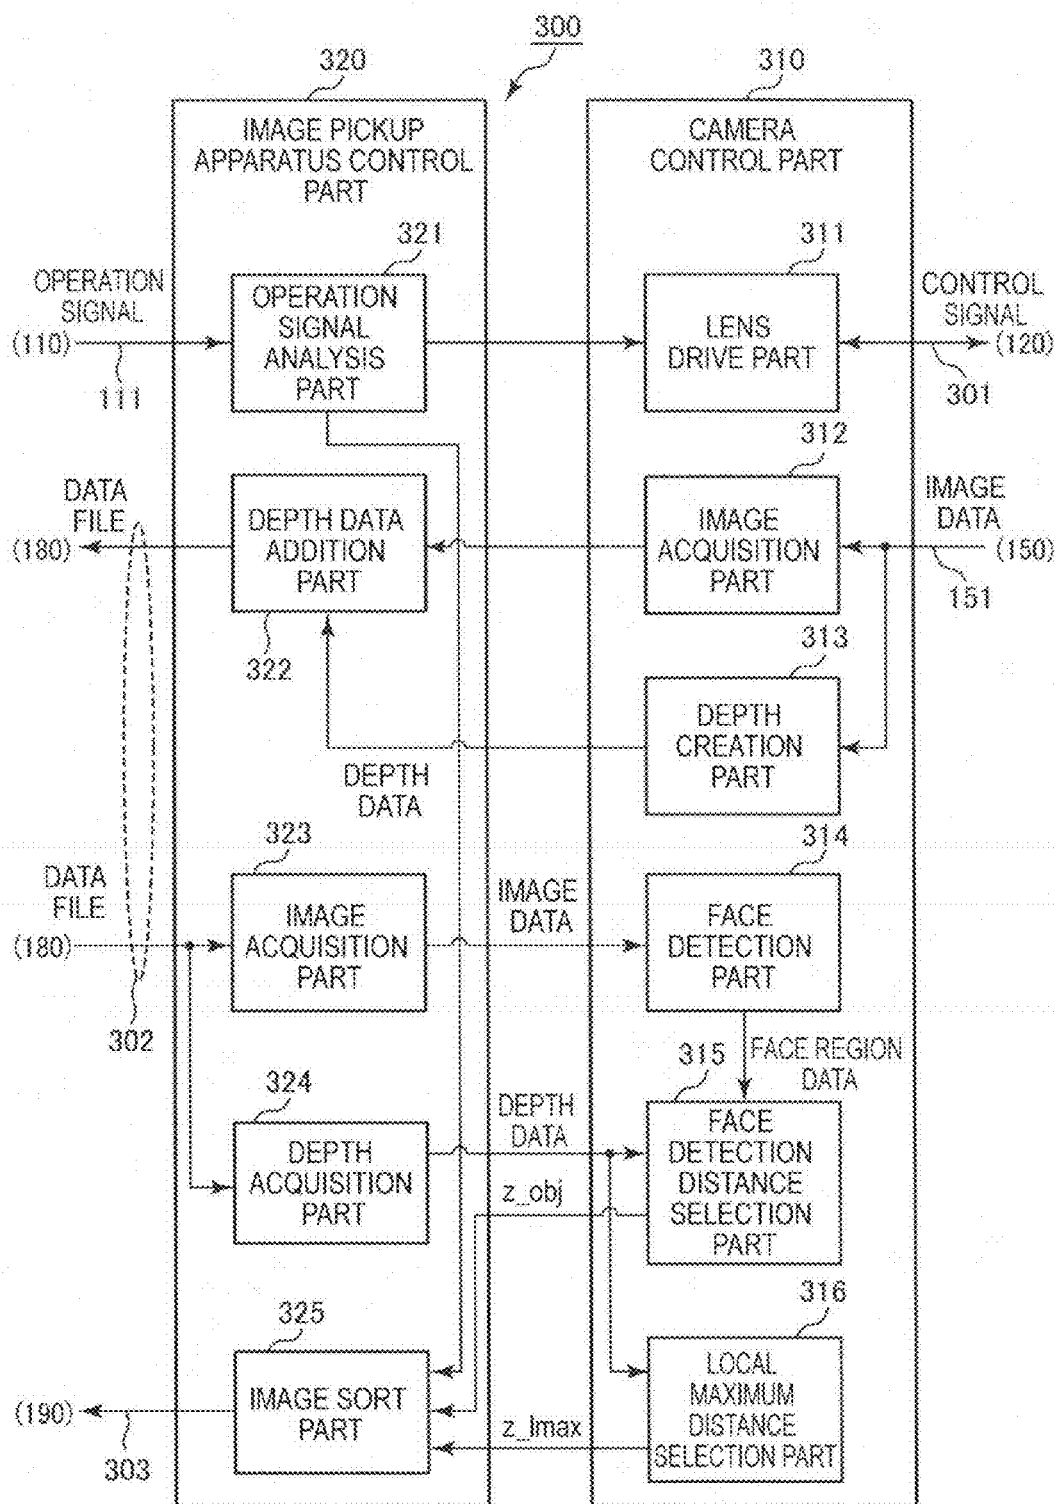 300
320
310
IMAGE PICKUP
APPARATUS CONTROL
PART
CAMERA
CONTROL PART
321
311
OPERATION
SIGNAL
(110)
111
OPERATION
SIGNAL
ANALYSIS
PART
LENS
DRIVE PART
CONTROL
SIGNAL
(120)
301
312
DATA
FILE
(180)
DEPTH DATA
ADDITION
PART
322
IMAGE
ACQUISITION
PART
IMAGE
DATA
(150)
151
313
DEPTH
CREATION
PART
DEPTH
DATA
323
314
DATA
FILE
(180)
302
IMAGE
ACQUISITION
PART
IMAGE
DATA
FACE
DETECTION
PART
FACE REGION
DATA
324
315
DEPTH
ACQUISITION
PART
DEPTH
DATA
z_obj
FACE
DETECTION
DISTANCE
SELECTION
PART
325
316
(190)
303
IMAGE SORT
PART
z_lmax
LOCAL
MAXIMUM
DISTANCE
SELECTION PART